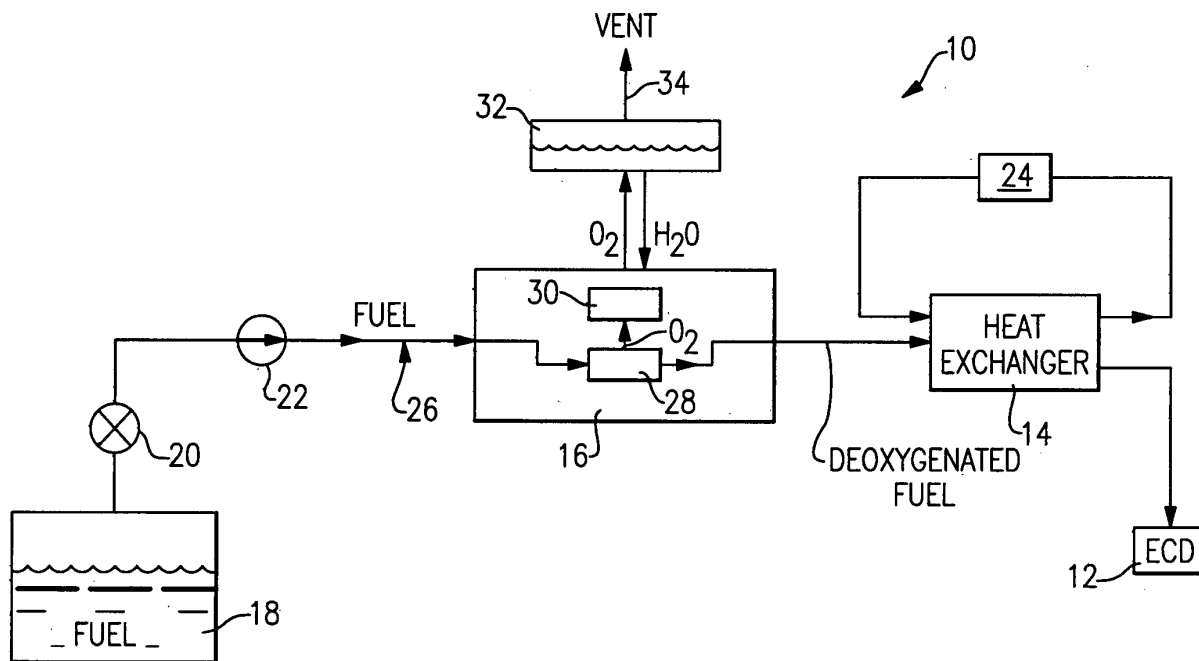 VENT
10
34
32
24
O2
H2O
30
FUEL
O2
HEAT
EXCHANGER
22
26
28
20
16
14
DEOXYGENATED
FUEL
12
ECD
18
FUEL